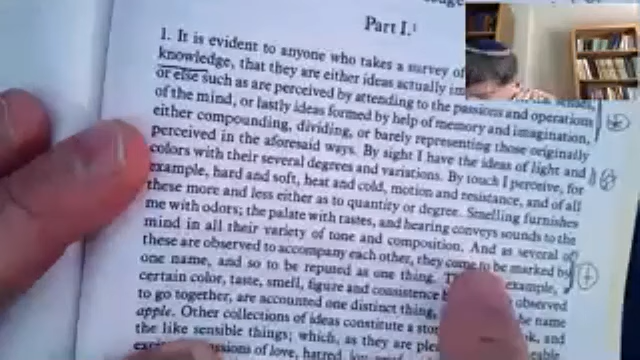 Part I.¹
1. It is evident to anyone who takes a survey of
knowledge, that they are either ideas actually im
or else such as are perceived by attending to the passions and operations
of the mind, or lastly ideas formed by help of memory and imagination,
either compounding, dividing, or barely representing those originally
perceived in the aforesaid ways. By sight I have the ideas of light and
colors with their several degrees and variations. By touch I perceive, for
example, hard and soft, heat and cold, motion and resistance, and of all
these more and less either as to quantity or degree. Smelling furnishes
me with odors; the palate with tastes, and hearing conveys sounds to the
mind in all their variety of tone and composition. And as several of
these are observed to accompany each other, they come to be marked by
one name, and so to be reputed as one thing. example, a
certain color, taste, smell, figure and consistence observed
to go together, are accounted one distinct thing, name
apple. Other collections of ideas constitute a and
the like sensible things; which, as they are
of love, hatred, joy